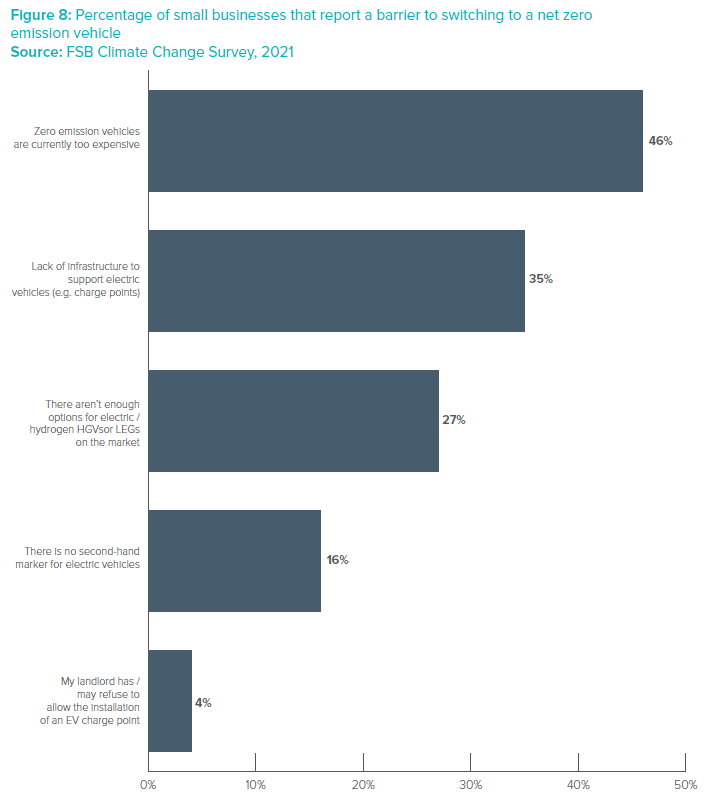 Figure 8: Percentage of small businesses that report a barrier to switching to a net zero
emission vehicle
Source: FSB Climate Change Survey, 2021
Zero emission vehicles
are currently too expensive
46%
Lack of infrastructure to
support electric
vehicles (e.g. charge points)
35%
There aren't enough
options for electric /
hydrogen HGVsor LEGs
on the market
27%
There is no second-hand
marker for electric vehicles
16%
My landlord has /
may refuse to
allow the installation
of an EV charge point
4%
0% 10% 20% 30% 40% 50%